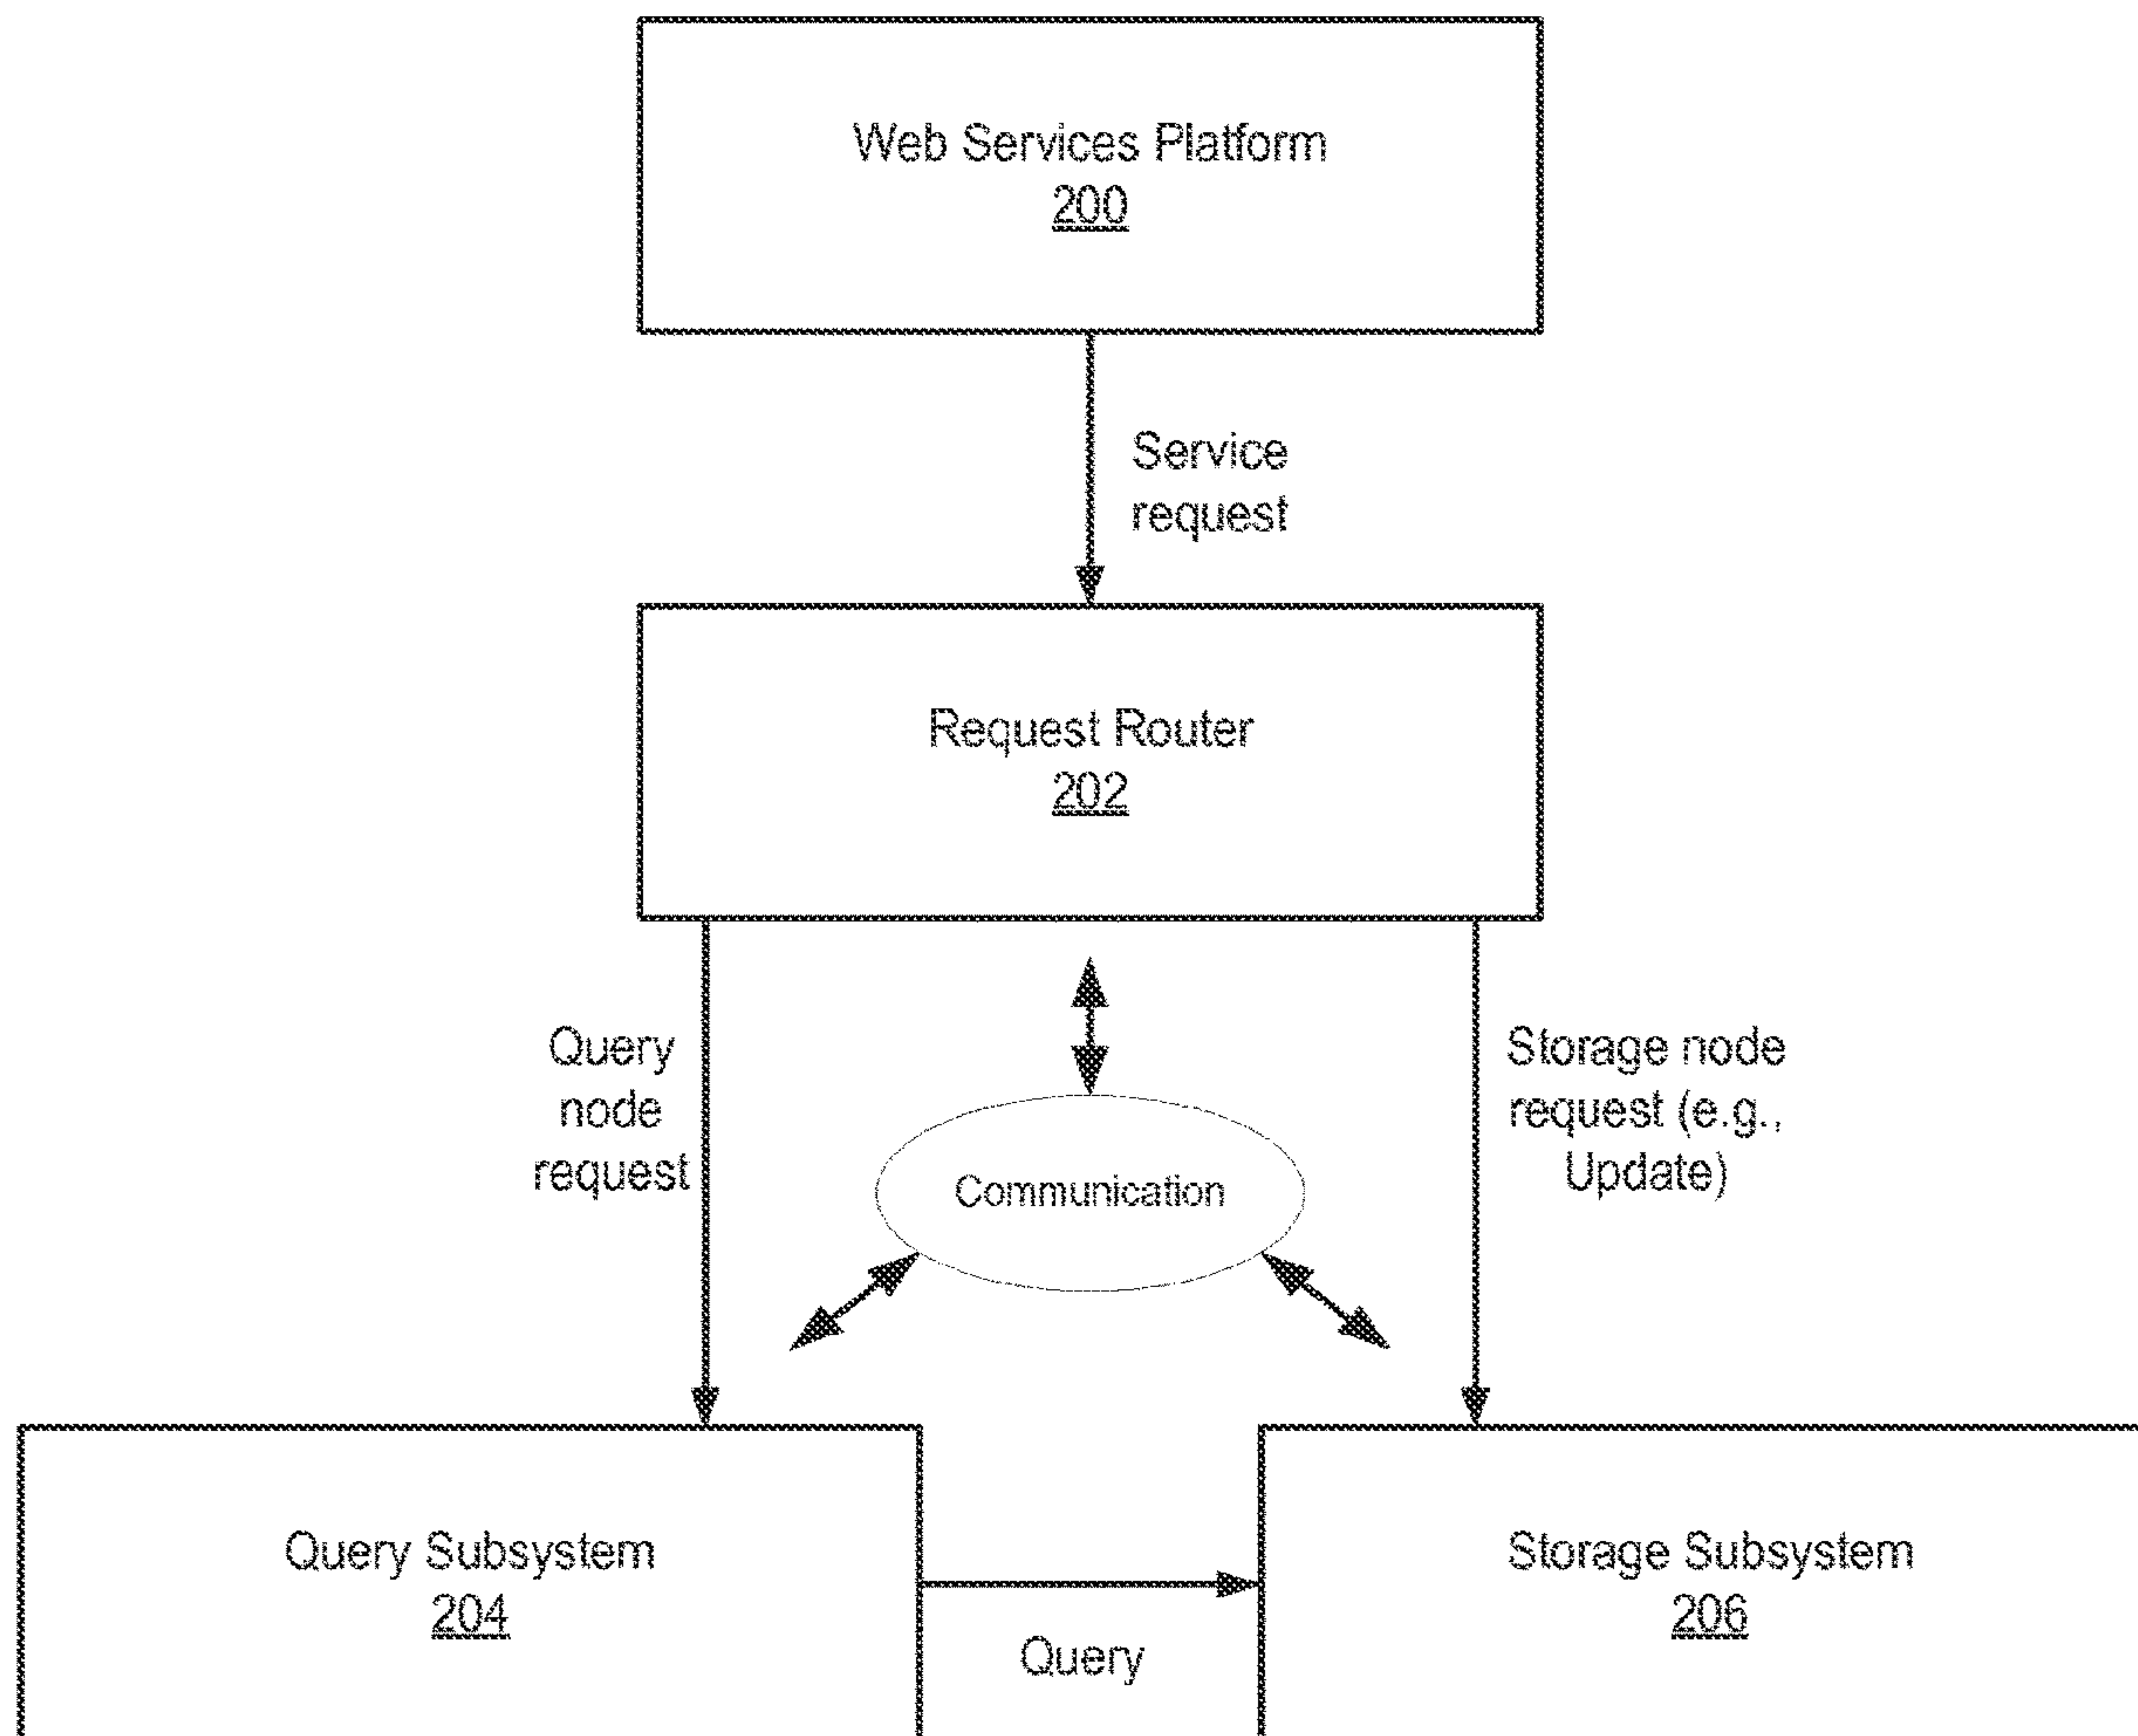 Web Services Platform
200
Service
request
Request Router
202
Query
node
request
Communication
Storage node
request (e.g.,
Update)
Query Subsystem
204
Query
Storage Subsystem
206